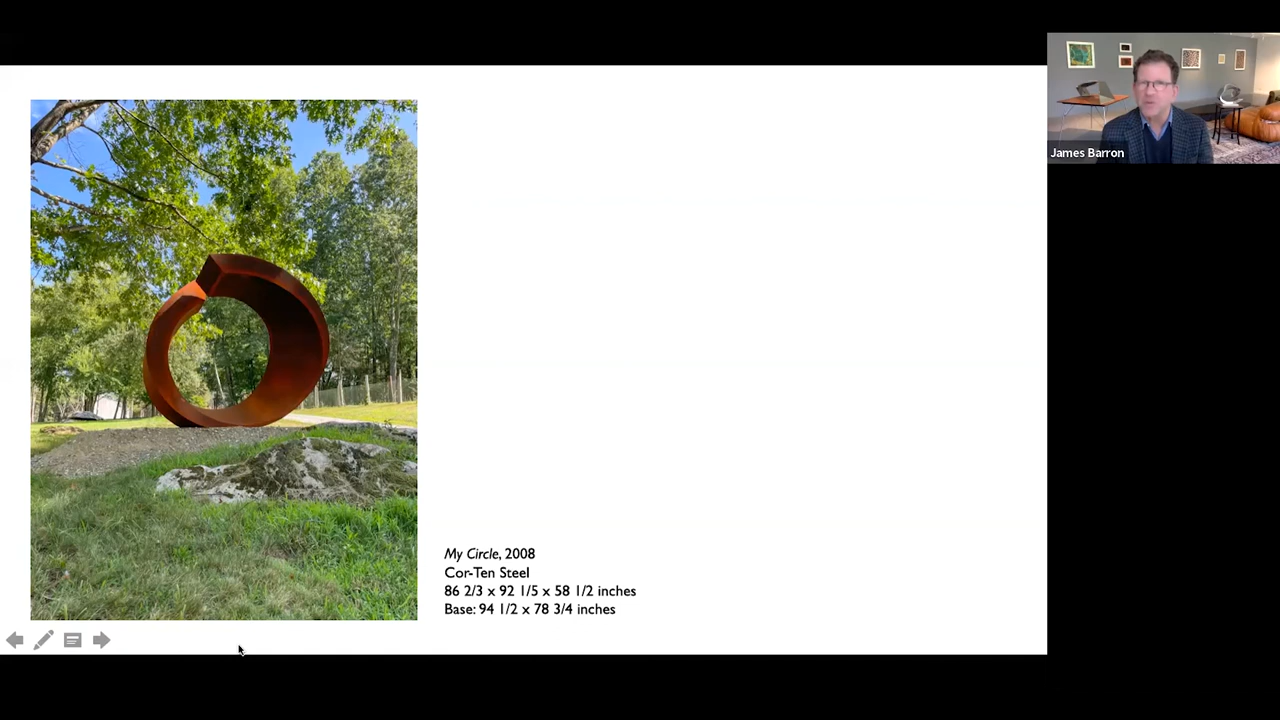 James Barron
My Circle, 2008
Cor-Ten Steel
86 2/3 x 92 1/5 x 58 1/2 inches
Base: 94 1/2 x 78 3/4 inches